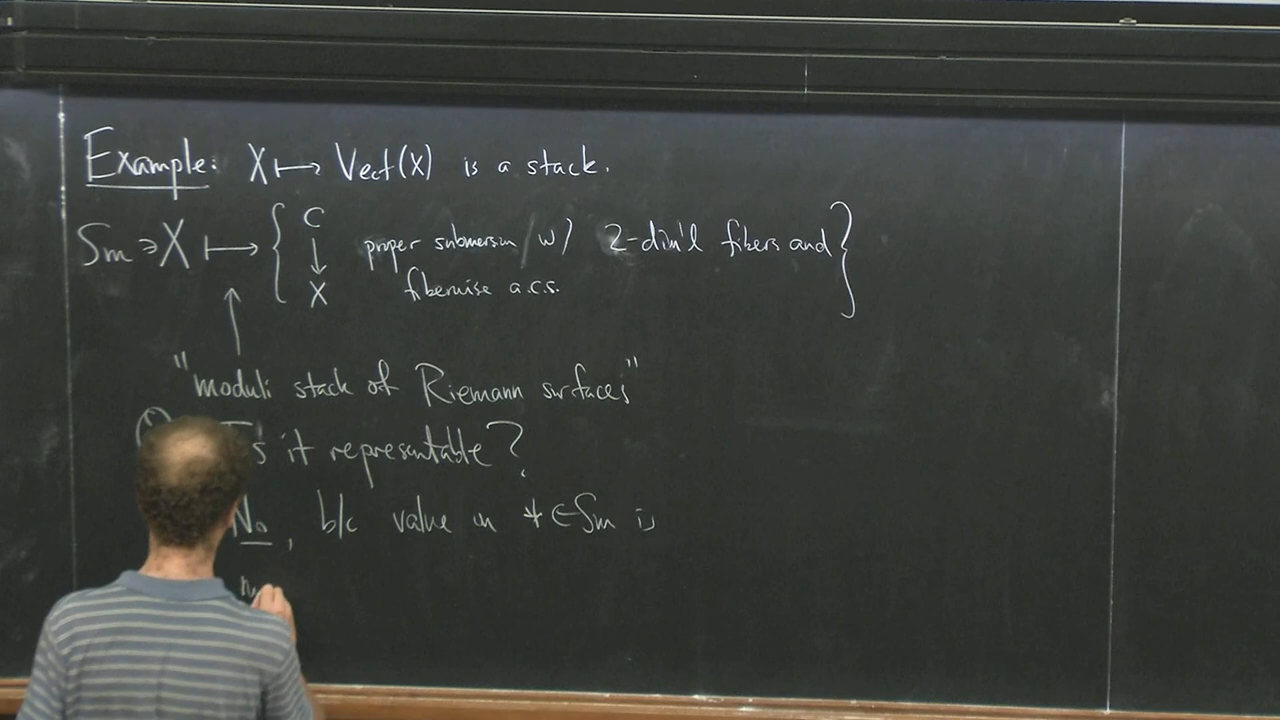 Example: X ⟼ Vect(X) is a stack.
Sm ∋ X ⟼ { C ↓ X proper submersion w/ 2-dim'l fibers and }
fiberwise a.c.s.
↑
"moduli stack of Riemann surfaces"
Is it representable?
No, b/c value on * ∈ Sm is